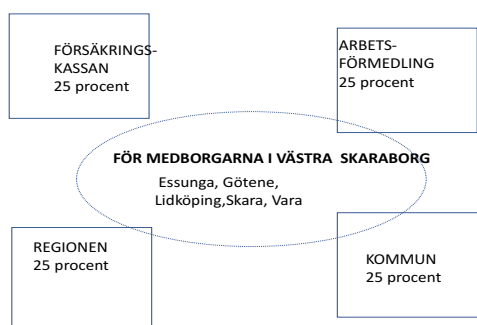 FÖRSÄKRINGS-
KASSAN
25 procent
ARBETS-
FÖRMEDLING
25 procent
FÖR MEDBORGARNA I VÄSTRA SKARABORG
Essunga, Götene,
Lidköping,Skara, Vara
REGIONEN
25 procent
KOMMUN
25 procent